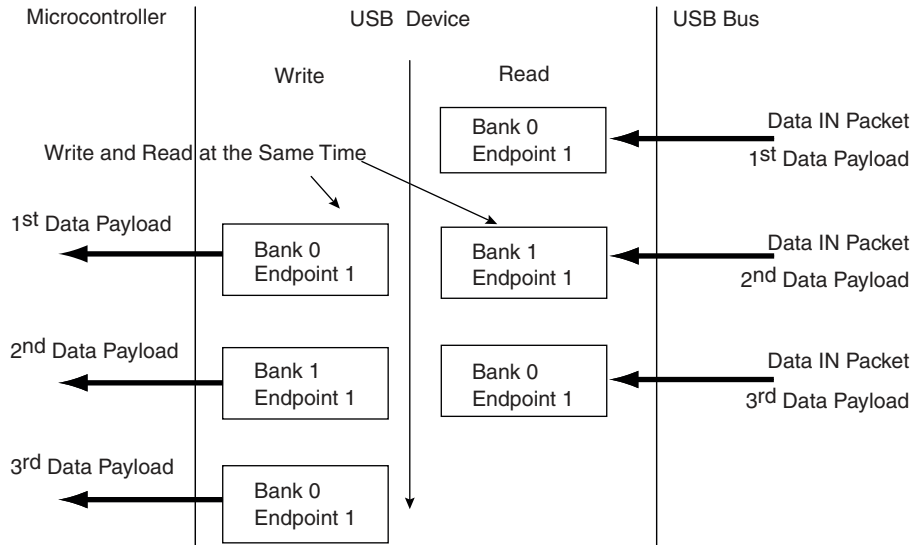 Microcontroller
USB Device
USB Bus
Write
Read
Bank 0
Endpoint 1
Data IN Packet
1st Data Payload
Write and Read at the Same Time
1st Data Payload
Bank 0
Endpoint 1
Bank 1
Endpoint 1
Data IN Packet
2nd Data Payload
2nd Data Payload
Bank 1
Endpoint 1
Bank 0
Endpoint 1
Data IN Packet
3rd Data Payload
3rd Data Payload
Bank 0
Endpoint 1